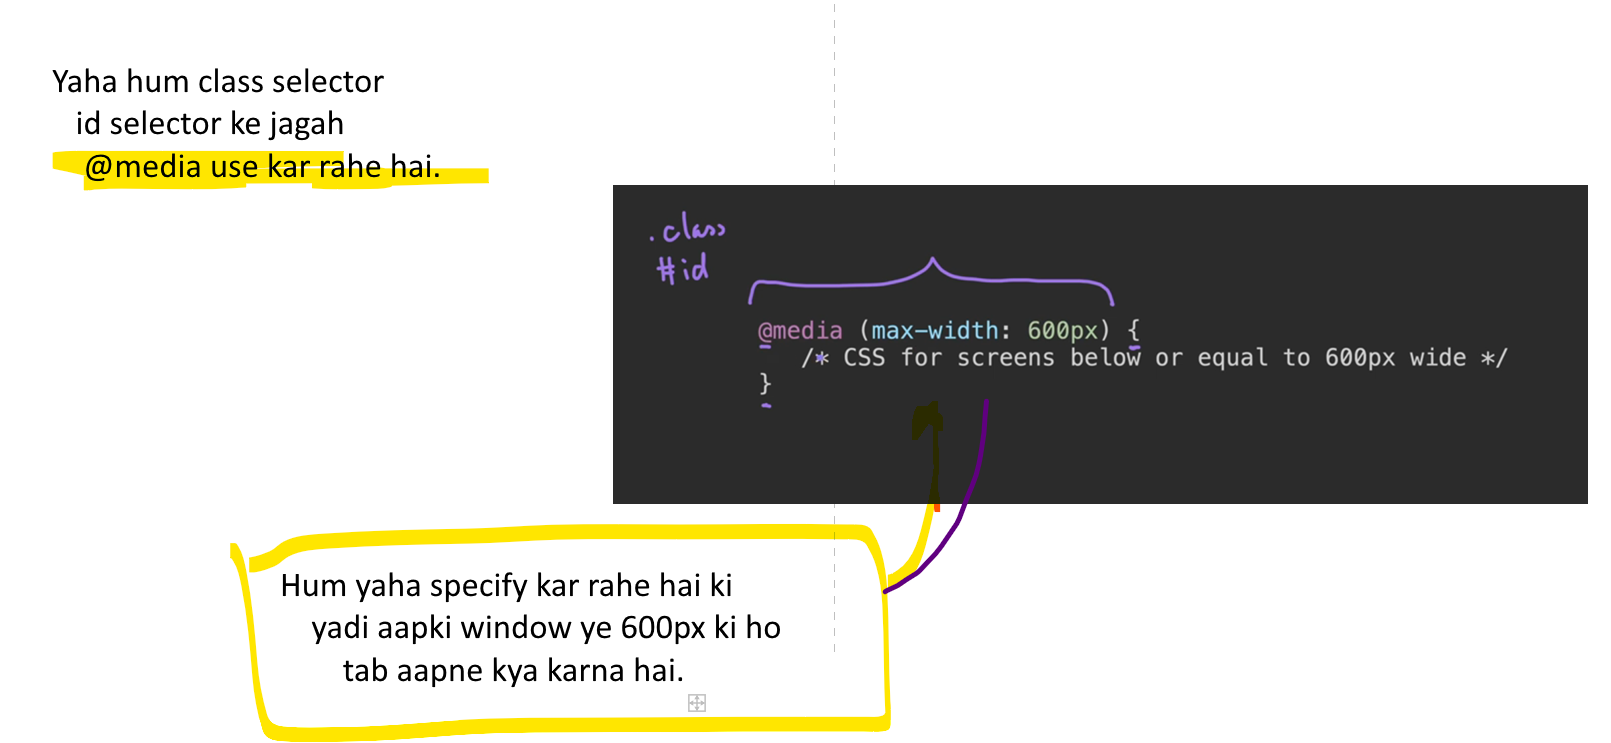 Yaha hum class selector
id selector ke jagah
@media use kar rahe hai.
.class
#id
@media (max-width: 600px) {
/* CSS for screens below or equal to 600px wide */
}
Hum yaha specify kar rahe hai ki
yadi aapki window ye 600px ki ho
tab aapne kya karna hai.